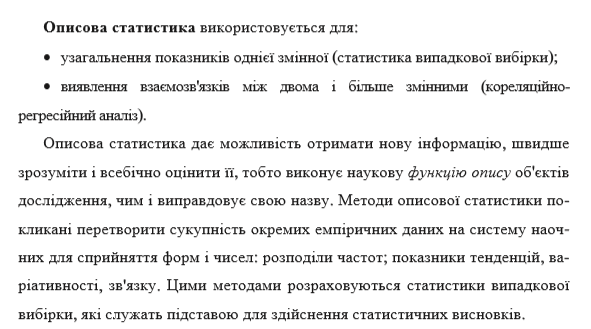 Описова статистика використовується для:
• узагальнення показників однієї змінної (статистика випадкової вибірки);
• виявлення взаємозв'язків між двома і більше змінними (кореляційно-
регресійний аналіз).
Описова статистика дає можливість отримати нову інформацію, швидше
зрозуміти і всебічно оцінити її, тобто виконує наукову функцію опису об'єктів
дослідження, чим і виправдовує свою назву. Методи описової статистики по-
кликані перетворити сукупність окремих емпіричних даних на систему наоч-
них для сприйняття форм і чисел: розподіли частот; показники тенденцій, ва-
ріативності, зв'язку. Цими методами розраховуються статистики випадкової
вибірки, які служать підставою для здійснення статистичних висновків.